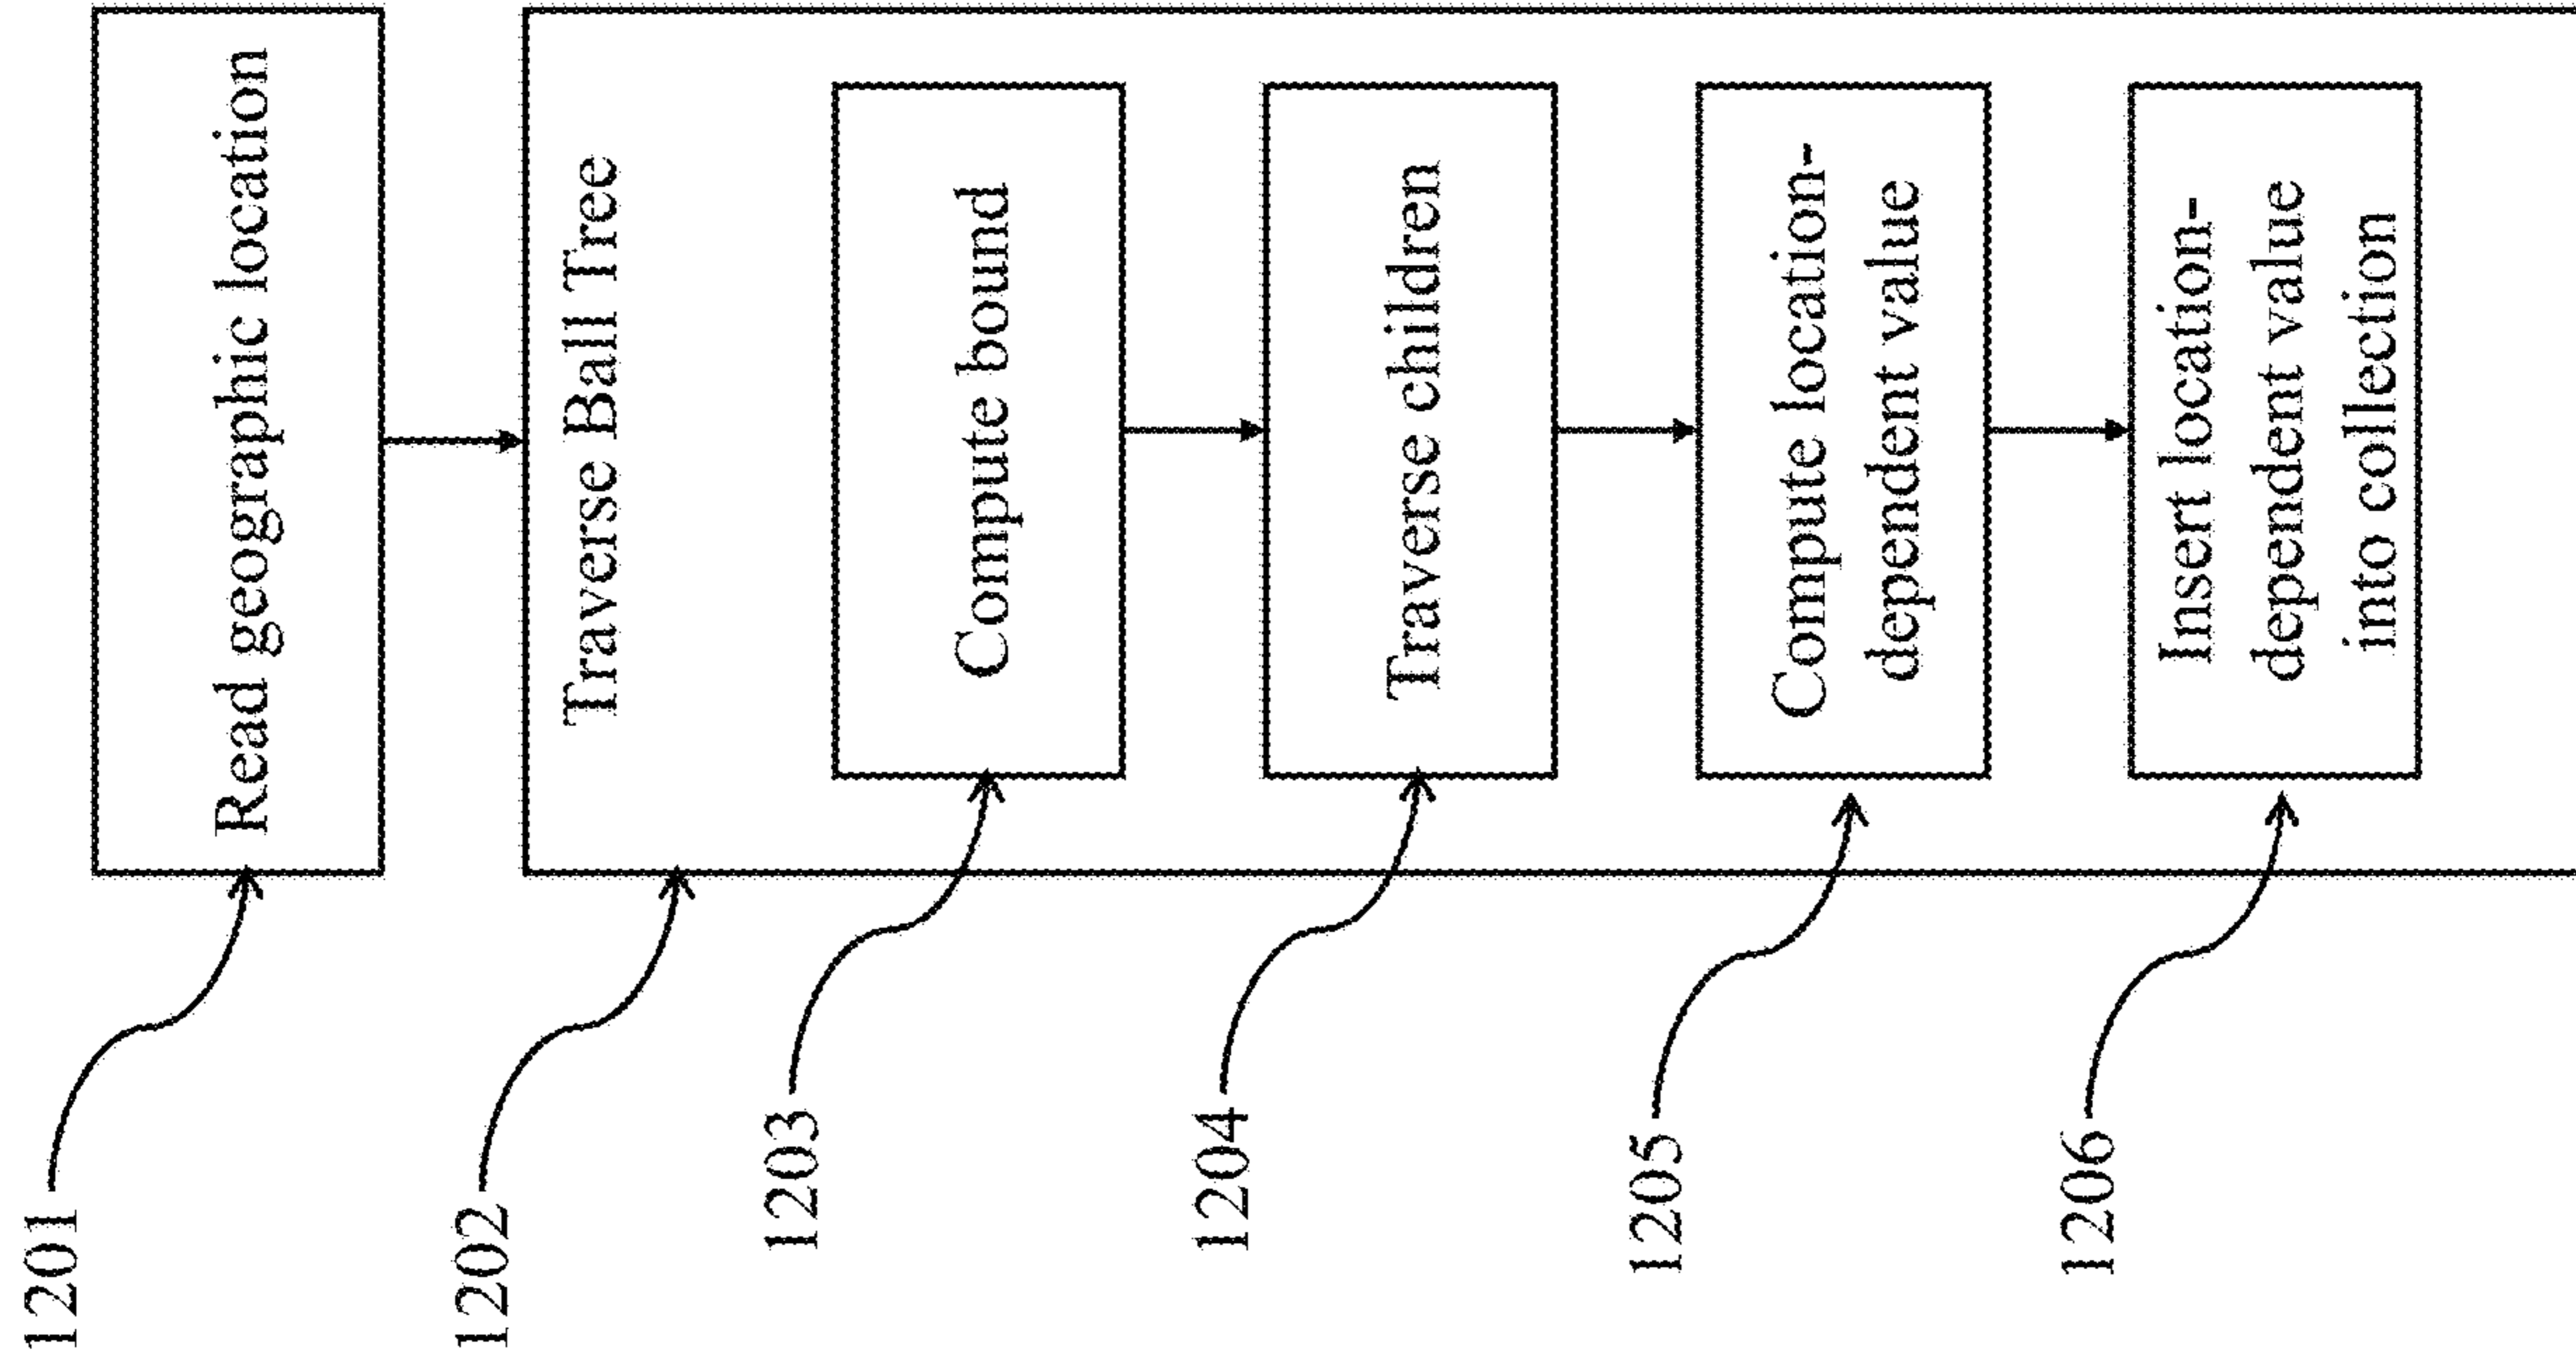 1201
Read geographic location
1202
Traverse Ball Tree
1203
Compute bound
1204
Traverse children
1205
Compute location-
dependent value
1206
Insert location-
dependent value
into collection